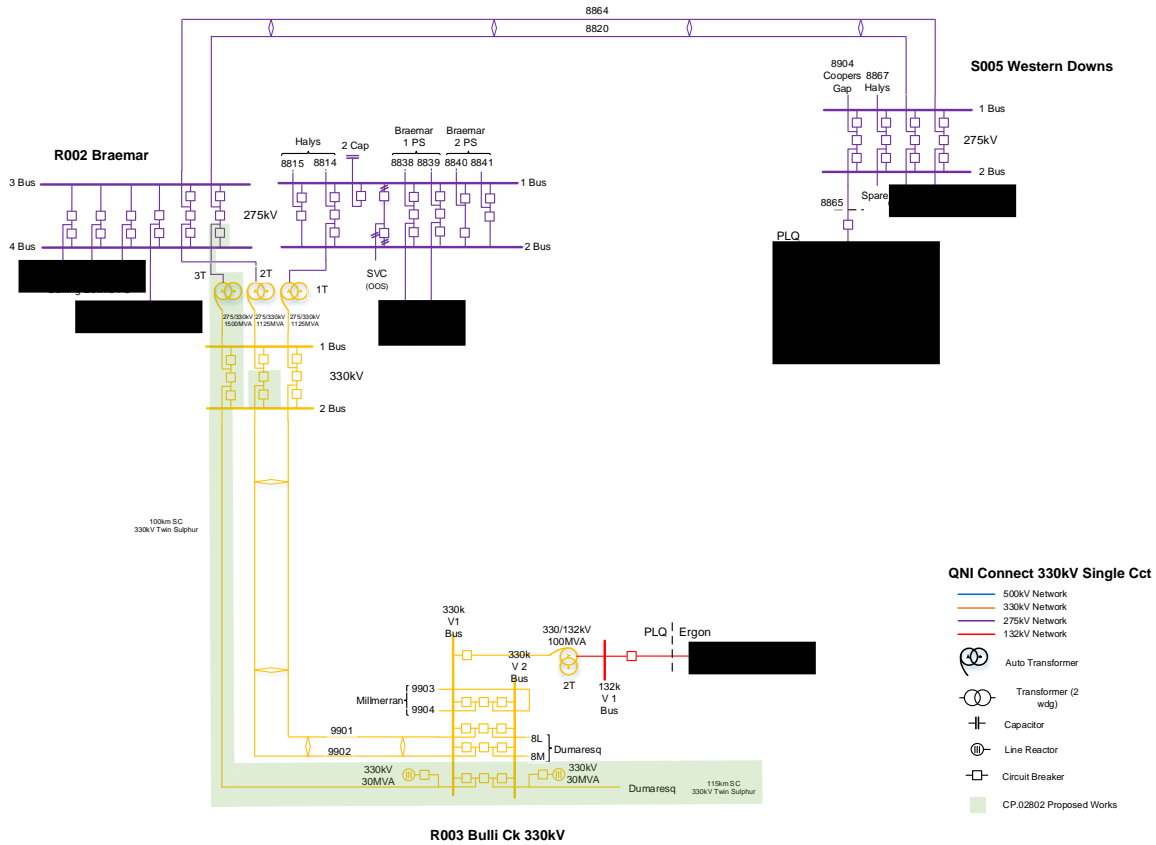 8864
8820
S005 Western Downs
8904
Coopers
Gap
8867
Halys
1 Bus
275kV
2 Bus
8865
Spare
PLQ
R002 Braemar
Halys
8815
8814
2 Cap
Braemar
1 PS
8838
8839
Braemar
2 PS
8840
8841
3 Bus
1 Bus
275kV
4 Bus
2 Bus
SVC
(OOS)
3T
2T
1T
275/330kV
1500MVA
275/330kV
1125MVA
275/330kV
1125MVA
1 Bus
330kV
2 Bus
100km SC
330kV Twin Sulphur
330k
V1
Bus
330k
V 2
Bus
330/132kV
100MVA
2T
132k
V 1
Bus
PLQ
Ergon
Millmerran
9903
9904
9901
9902
8L
8M
Dumaresq
330kV
30MVA
330kV
30MVA
Dumaresq
115km SC
330kV Twin Sulphur
R003 Bulli Ck 330kV
QNI Connect 330kV Single Cct
500kV Network
330kV Network
275kV Network
132kV Network
Auto Transformer
Transformer (2
wdg)
Capacitor
Line Reactor
Circuit Breaker
CP.02802 Proposed Works